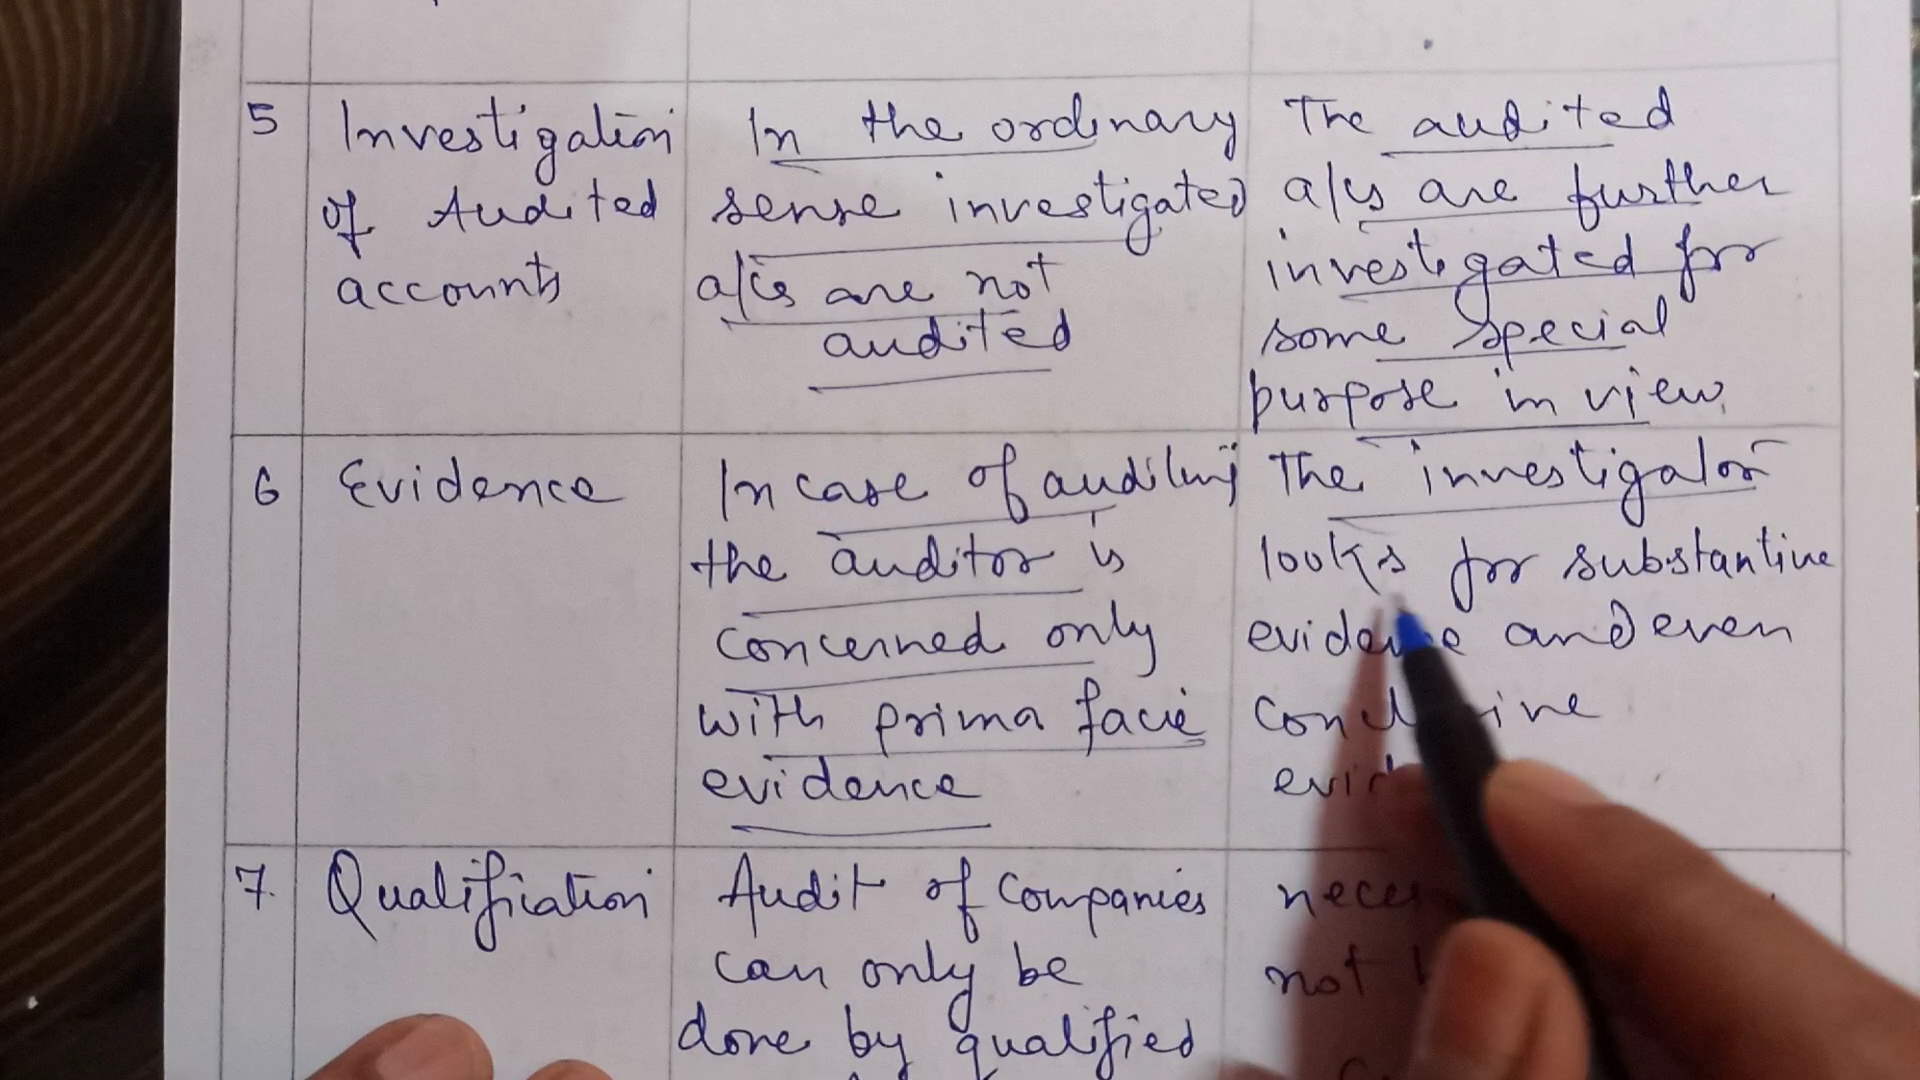 5
Investigation
of Audited
accounts
In the ordinary
sense investigated
a/cs are not
audited
The audited
a/cs are further
investigated for
some special
purpose in view.
6
Evidence
In case of auditing
the auditor is
concerned only
with prima facie
evidence
The investigator
looks for substantive
evidence and even
7.
Qualification
Audit of Companies
can only be
done by qualified
not